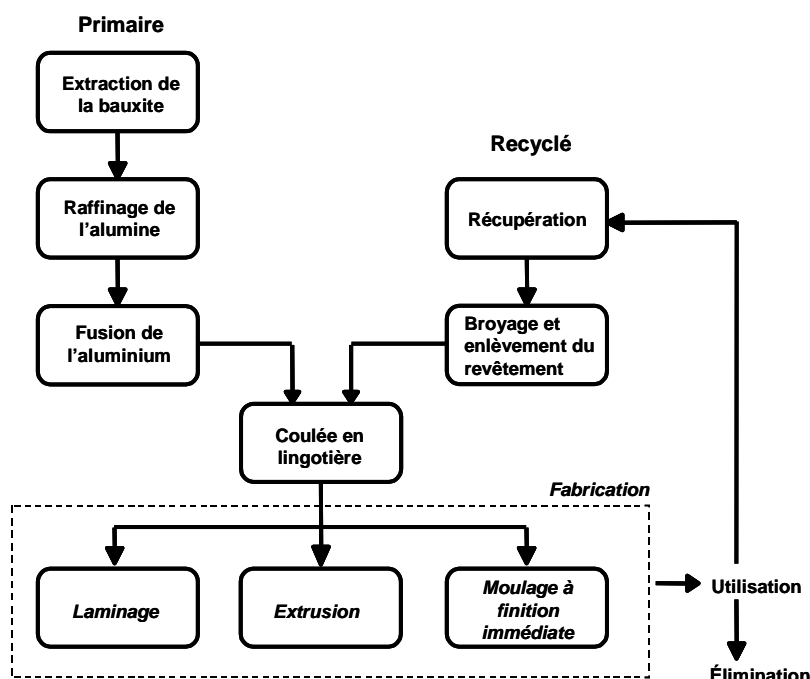 Primaire
Extraction de
la bauxite
Raffinage de
l’alumine
Fusion de
l’aluminium
Recyclé
Récupération
Broyage et
enlèvement du
revêtement
Coulée en
lingotière
Fabrication
Laminage
Extrusion
Moulage à
finition
immédiate
Utilisation
Élimination